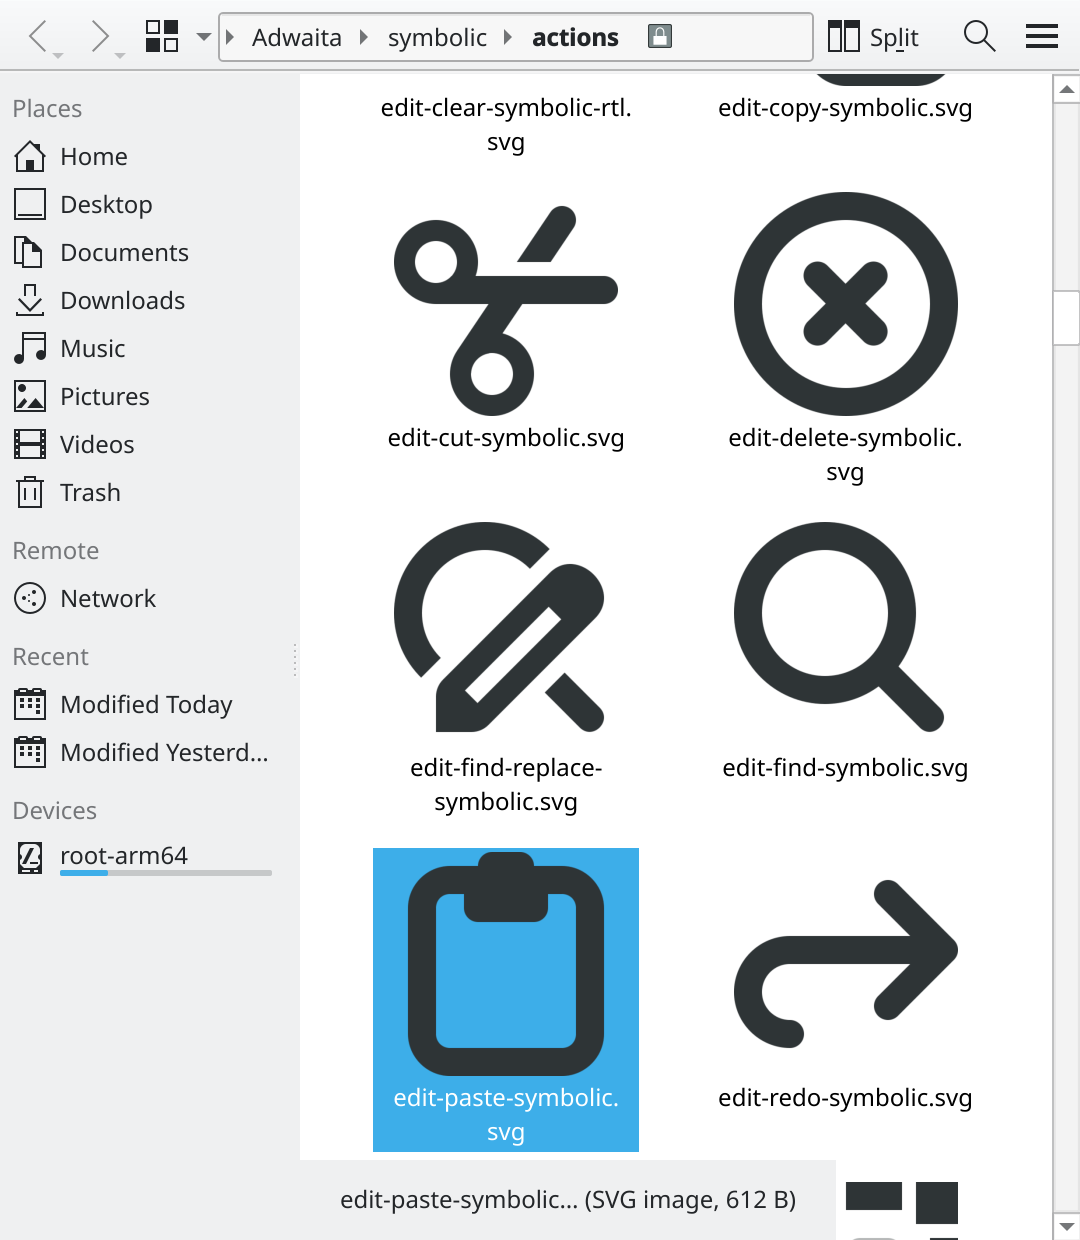 Adwaita symbolic actions Split
Places
Home
Desktop
Documents
Downloads
Music
Pictures
Videos
Trash
Remote
Network
Recent
Modified Today
Modified Yesterd...
Devices
root-arm64
edit-clear-symbolic-rtl.
svg
edit-copy-symbolic.svg
edit-cut-symbolic.svg
edit-delete-symbolic.
svg
edit-find-replace-
symbolic.svg
edit-find-symbolic.svg
edit-paste-symbolic.
svg
edit-redo-symbolic.svg
edit-paste-symbolic... (SVG image, 612 B)